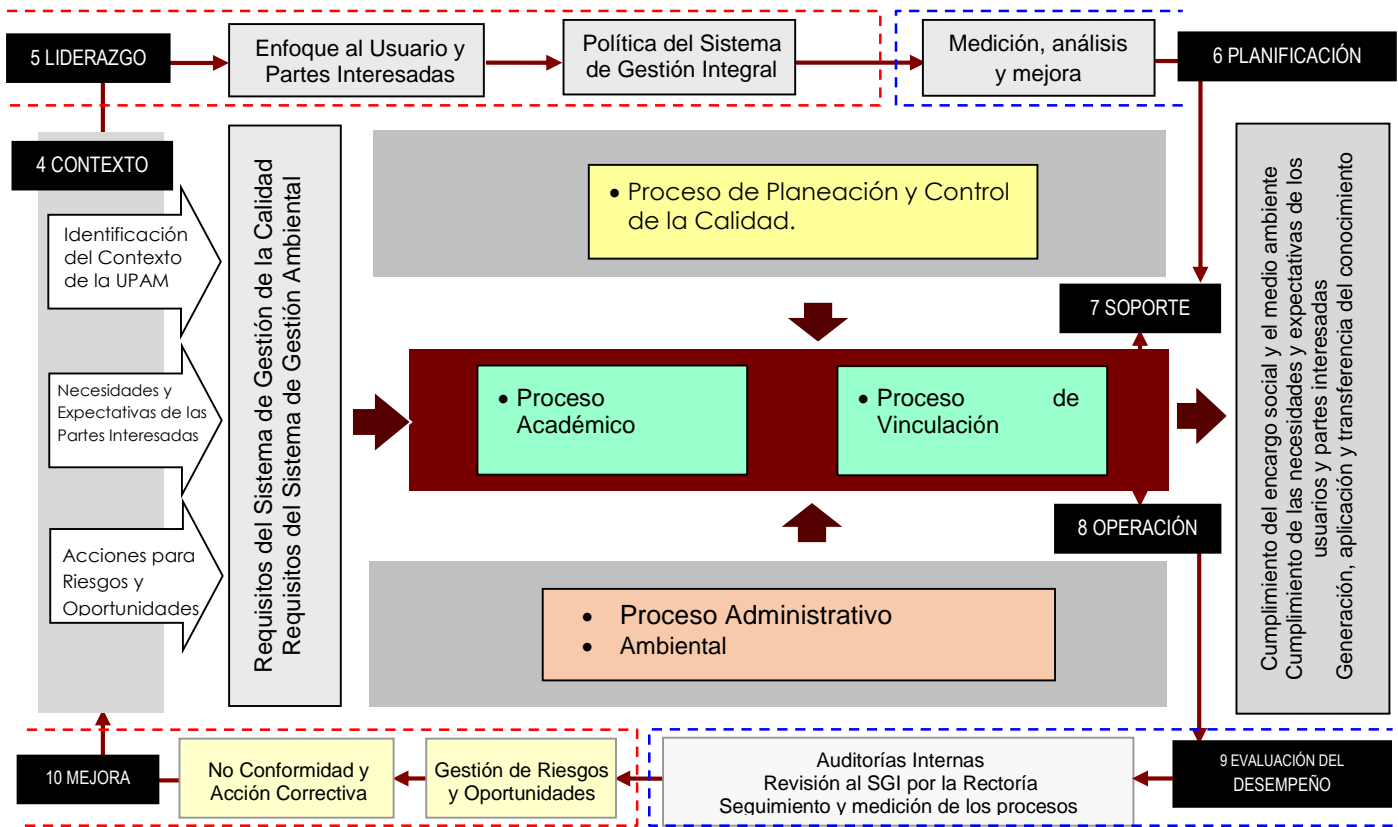 5 LIDERAZGO
Enfoque al Usuario y
Partes Interesadas
Política del Sistema
de Gestión Integral
Medición, análisis
y mejora
6 PLANIFICACIÓN
4 CONTEXTO
Identificación
del Contexto
de la UPAM
Necesidades y
Expectativas de las
Partes Interesadas
Acciones para
Riesgos y
Oportunidades
Requisitos del Sistema de Gestión de la Calidad
Requisitos del Sistema de Gestión Ambiental
• Proceso de Planeación y Control
de la Calidad.
7 SOPORTE
• Proceso
Académico
• Proceso de
Vinculación
8 OPERACIÓN
• Proceso Administrativo
• Ambiental
Cumplimiento del encargo social y el medio ambiente
Cumplimiento de las necesidades y expectativas de los
usuarios y partes interesadas
Generación, aplicación y transferencia del conocimiento
10 MEJORA
No Conformidad y
Acción Correctiva
Gestión de Riesgos
y Oportunidades
Auditorías Internas
Revisión al SGI por la Rectoría
Seguimiento y medición de los procesos
9 EVALUACIÓN DEL
DESEMPEÑO